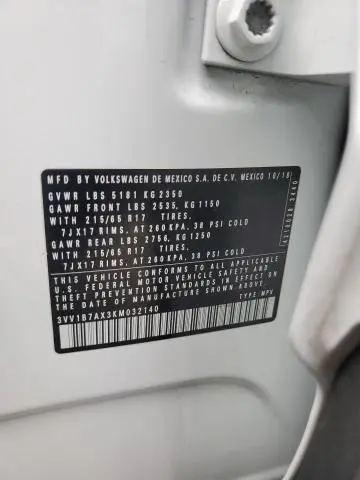 MFD BY VOLKSWAGEN DE MEXICO S.A. DE C.V. MEXICO 10/18
GVWR LBS 5181 KG 2350
GAWR FRONT LBS 2535, KG 1150
WITH 215/65 R17 TIRES.
7JX17 RIMS. AT 260KPA, 38 PSI COLD
GAWR REAR LBS 2756, KG 1250
WITH 215/65 R17 TIRES.
7JX17 RIMS. AT 260KPA, 38 PSI COLD
THIS VEHICLE CONFORMS TO ALL APPLICABLE
U.S. FEDERAL MOTOR VEHICLE SAFETY AND
THEFT PREVENTION STANDARDS IN EFFECT ON
THE DATE OF MANUFACTURE SHOWN ABOVE
3VV1B7AX3KM032140
TYPE MPV